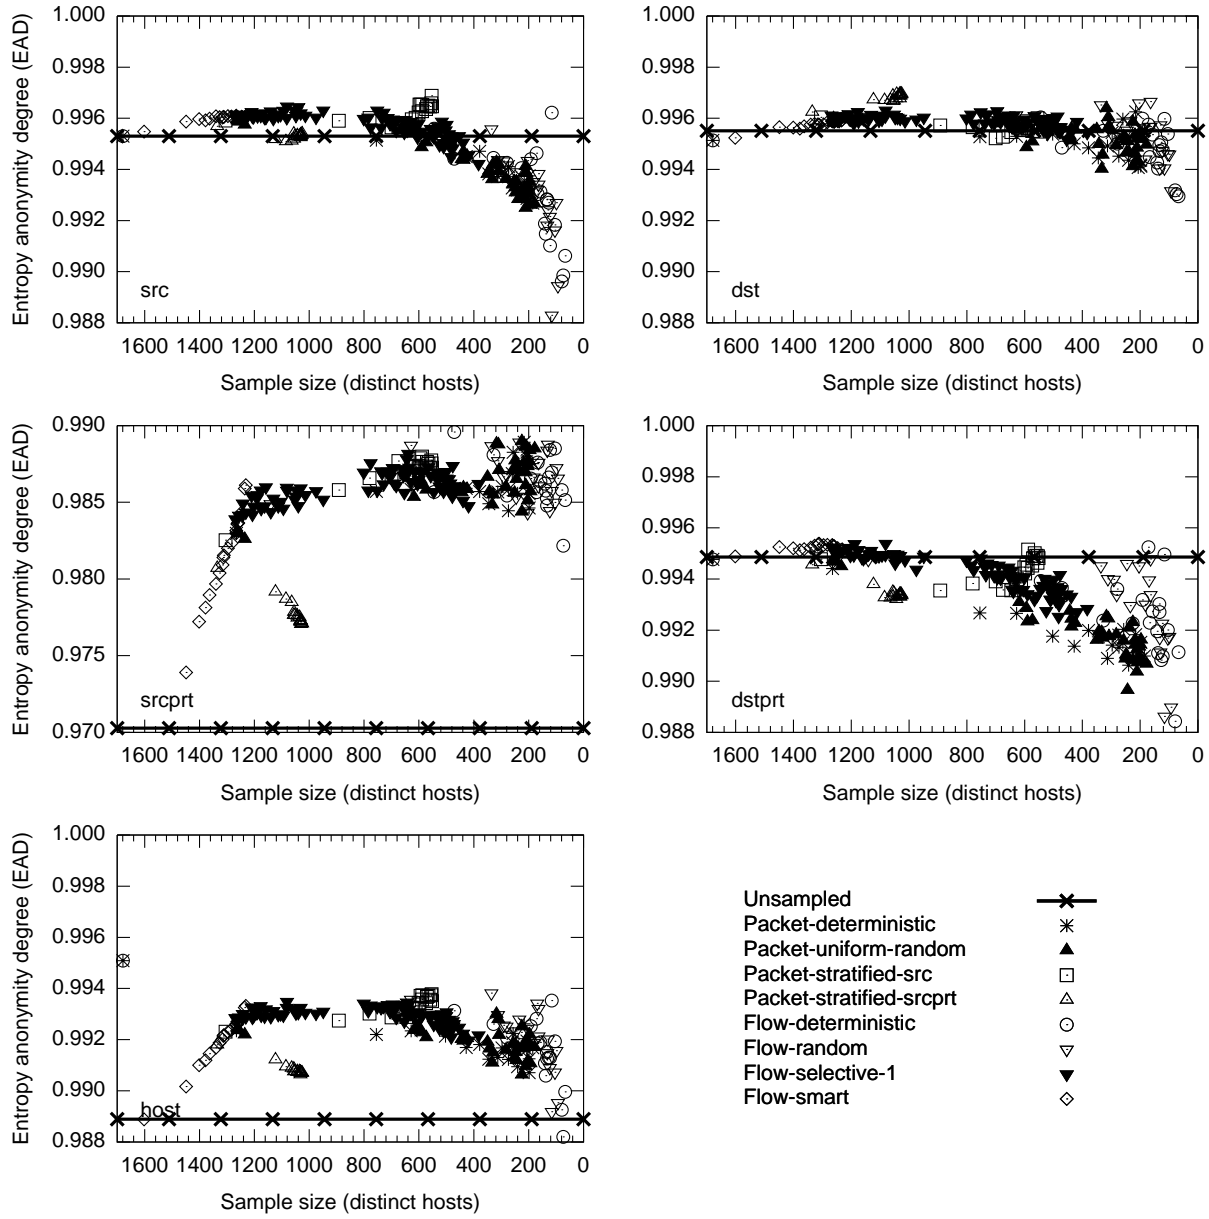 1.000
0.998
0.996
0.994
0.992
0.990
0.988
Entropy anonymity degree (EAD)
src
1600 1400 1200 1000 800 600 400 200 0
Sample size (distinct hosts)
1.000
0.998
0.996
0.994
0.992
0.990
0.988
dst
1600 1400 1200 1000 800 600 400 200 0
Sample size (distinct hosts)
0.990
0.985
0.980
0.975
0.970
Entropy anonymity degree (EAD)
srcprt
1600 1400 1200 1000 800 600 400 200 0
Sample size (distinct hosts)
1.000
0.998
0.996
0.994
0.992
0.990
0.988
dstprt
1600 1400 1200 1000 800 600 400 200 0
Sample size (distinct hosts)
1.000
0.998
0.996
0.994
0.992
0.990
0.988
Entropy anonymity degree (EAD)
host
1600 1400 1200 1000 800 600 400 200 0
Sample size (distinct hosts)
Unsampled
Packet-deterministic
Packet-uniform-random
Packet-stratified-src
Packet-stratified-srcprt
Flow-deterministic
Flow-random
Flow-selective-1
Flow-smart